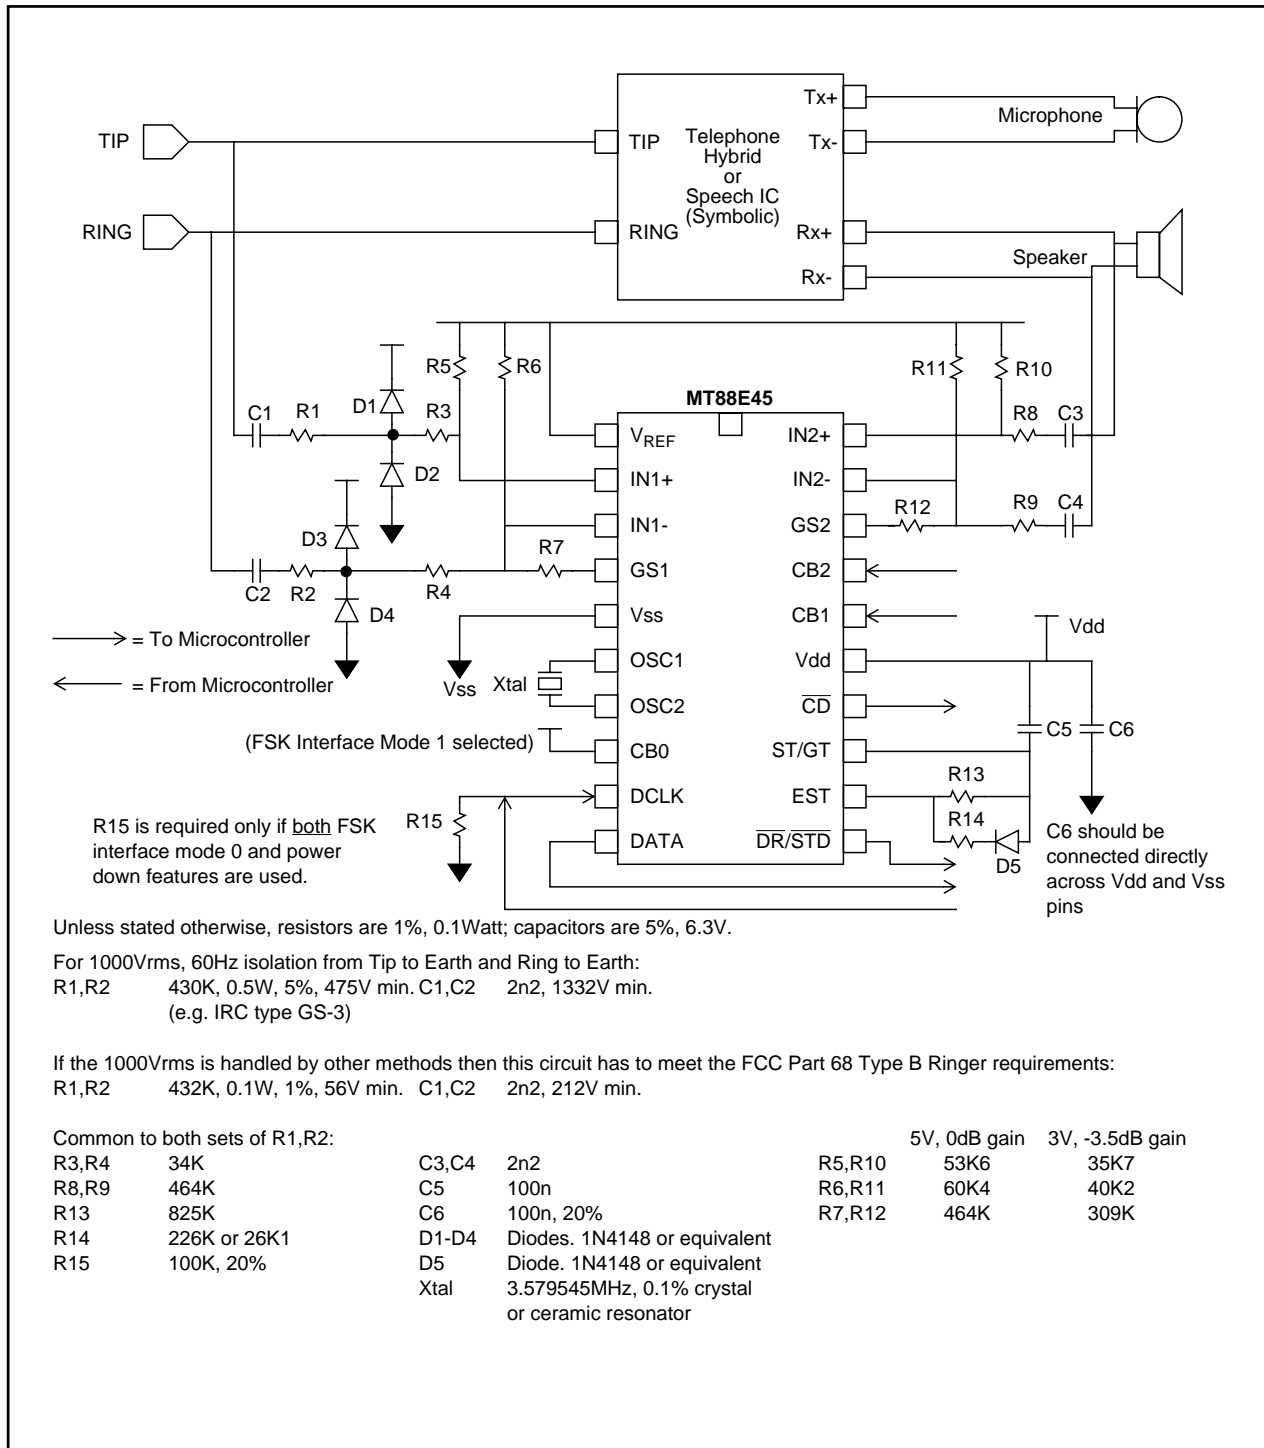 Tx+
Microphone
TIP
TIP
Telephone
Hybrid
or
Speech IC
(Symbolic)
Tx-
RING
RING
Rx+
Speaker
Rx-
R5
R6
R11
R10
MT88E45
C1
R1
D1
R3
R8
C3
VREF
IN2+
D2
IN1+
IN2-
R9
C4
R12
D3
IN1-
GS2
R7
C2
R2
R4
GS1
CB2
D4
Vss
CB1
Vdd
= To Microcontroller
OSC1
Vdd
Xtal
Vss
= From Microcontroller
OSC2
CD
C5
C6
(FSK Interface Mode 1 selected)
CB0
ST/GT
R13
DCLK
EST
R14
R15
DATA
DR/STD
D5
R15 is required only if both FSK
interface mode 0 and power
down features are used.
C6 should be
connected directly
across Vdd and Vss
pins
Unless stated otherwise, resistors are 1%, 0.1Watt; capacitors are 5%, 6.3V.
For 1000Vrms, 60Hz isolation from Tip to Earth and Ring to Earth:
R1,R2 430K, 0.5W, 5%, 475V min. C1,C2 2n2, 1332V min.
(e.g. IRC type GS-3)
If the 1000Vrms is handled by other methods then this circuit has to meet the FCC Part 68 Type B Ringer requirements:
R1,R2 432K, 0.1W, 1%, 56V min. C1,C2 2n2, 212V min.
Common to both sets of R1,R2: 5V, 0dB gain 3V, -3.5dB gain
R3,R4 34K C3,C4 2n2 R5,R10 53K6 35K7
R8,R9 464K C5 100n R6,R11 60K4 40K2
R13 825K C6 100n, 20% R7,R12 464K 309K
R14 226K or 26K1 D1-D4 Diodes. 1N4148 or equivalent
R15 100K, 20% D5 Diode. 1N4148 or equivalent
Xtal 3.579545MHz, 0.1% crystal
or ceramic resonator